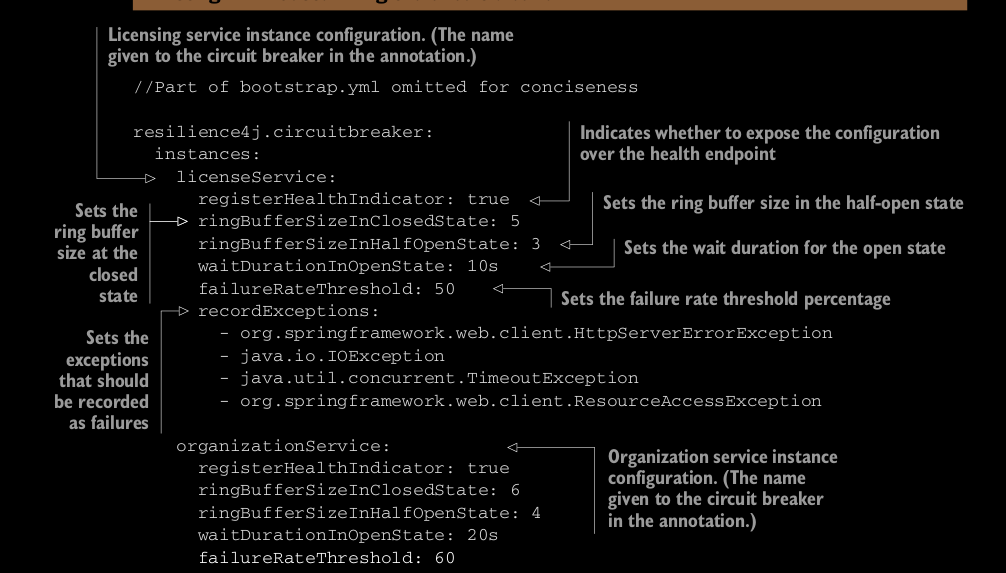 Licensing service instance configuration. (The name
given to the circuit breaker in the annotation.)
//Part of bootstrap.yml omitted for conciseness
resilience4j.circuitbreaker:
instances:
licenseService:
registerHealthIndicator: true
ringBufferSizeInClosedState: 5
ringBufferSizeInHalfOpenState: 3
waitDurationInOpenState: 10s
failureRateThreshold: 50
recordExceptions:
- org.springframework.web.client.HttpServerErrorException
- java.io.IOException
- java.util.concurrent.TimeoutException
- org.springframework.web.client.ResourceAccessException
Indicates whether to expose the configuration
over the health endpoint
Sets the ring buffer size in the half-open state
Sets the wait duration for the open state
Sets the failure rate threshold percentage
Sets the
ring buffer
size at the
closed
state
Sets the
exceptions
that should
be recorded
as failures
organizationService:
registerHealthIndicator: true
ringBufferSizeInClosedState: 6
ringBufferSizeInHalfOpenState: 4
waitDurationInOpenState: 20s
failureRateThreshold: 60
Organization service instance
configuration. (The name
given to the circuit breaker
in the annotation.)